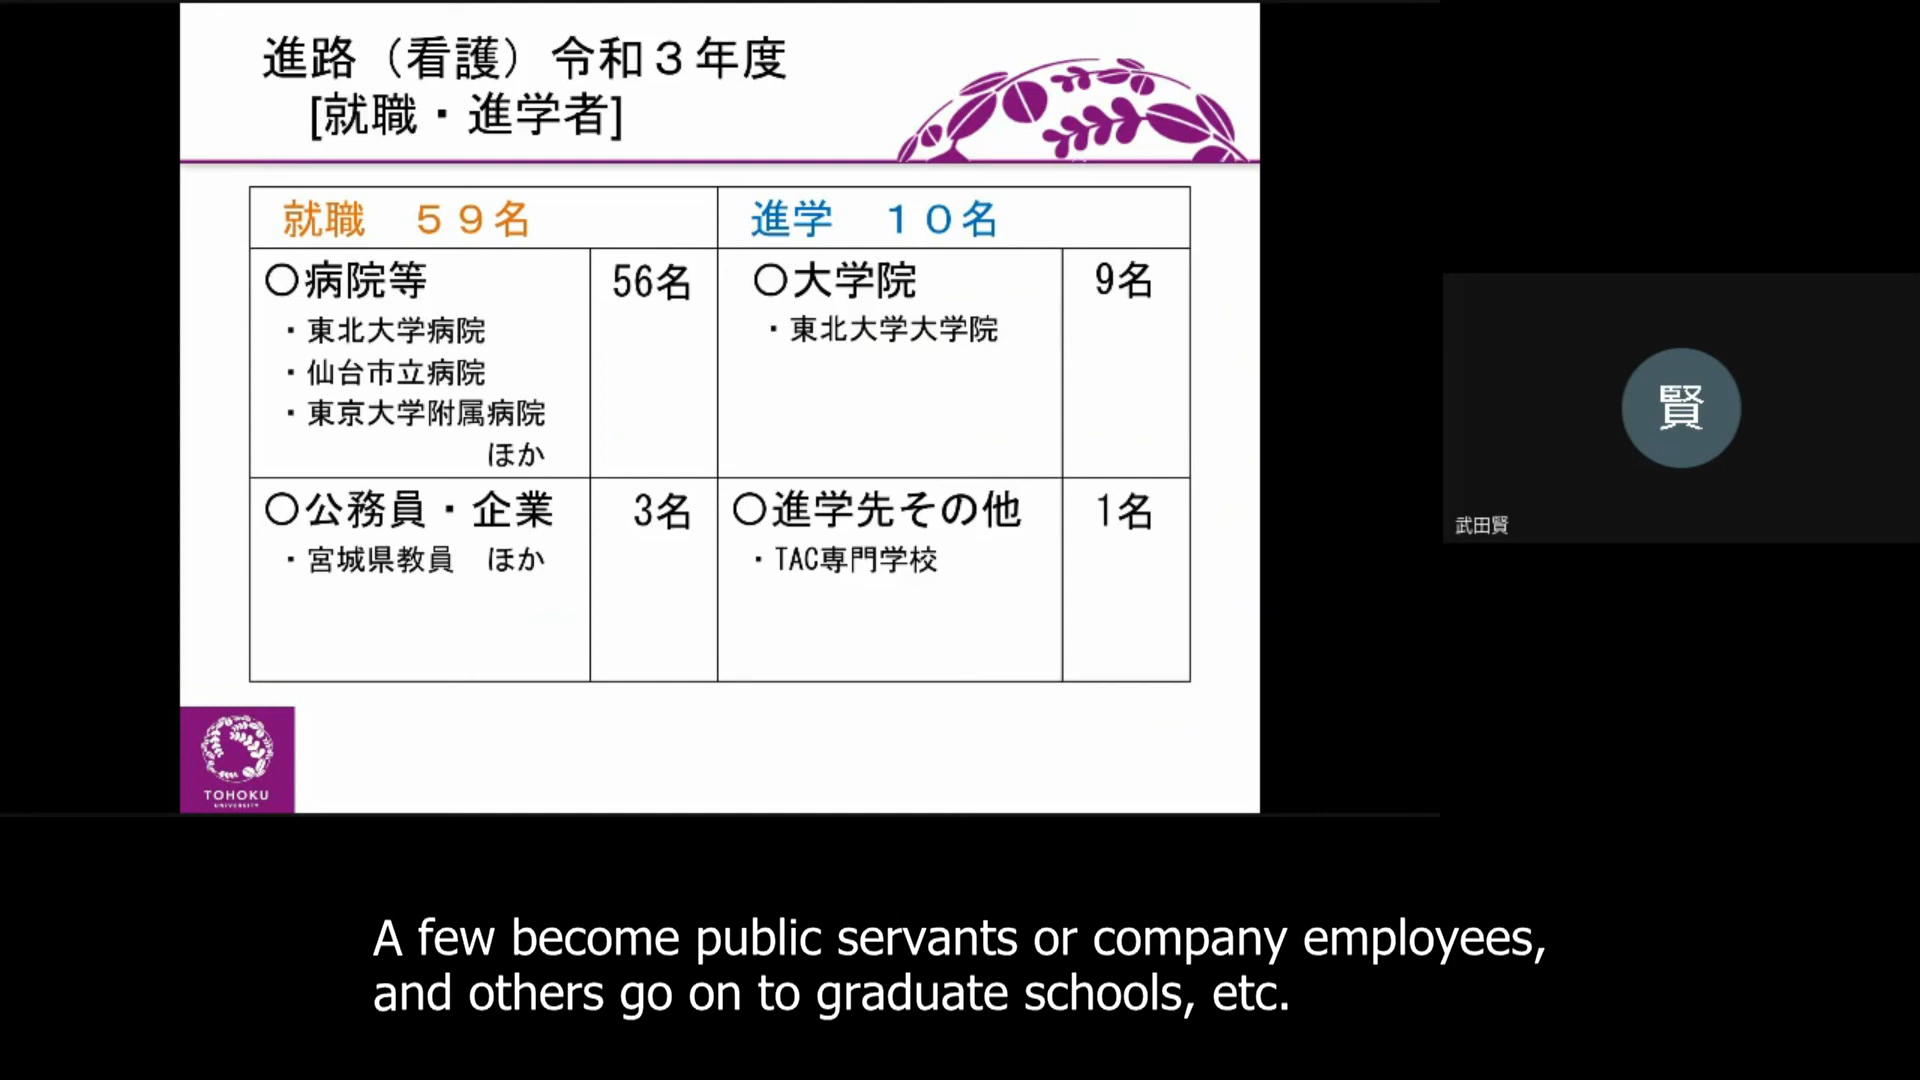 進路（看護）令和３年度
[就職・進学者]
就職　５９名
進学　１０名
〇病院等
・東北大学病院
・仙台市立病院
・東京大学附属病院
ほか
56名
〇大学院
・東北大学大学院
9名
〇公務員・企業
・宮城県教員　ほか
3名
〇進学先その他
・TAC専門学校
1名
TOHOKU
UNIVERSITY
賢
武田賢
A few become public servants or company employees,
and others go on to graduate schools, etc.